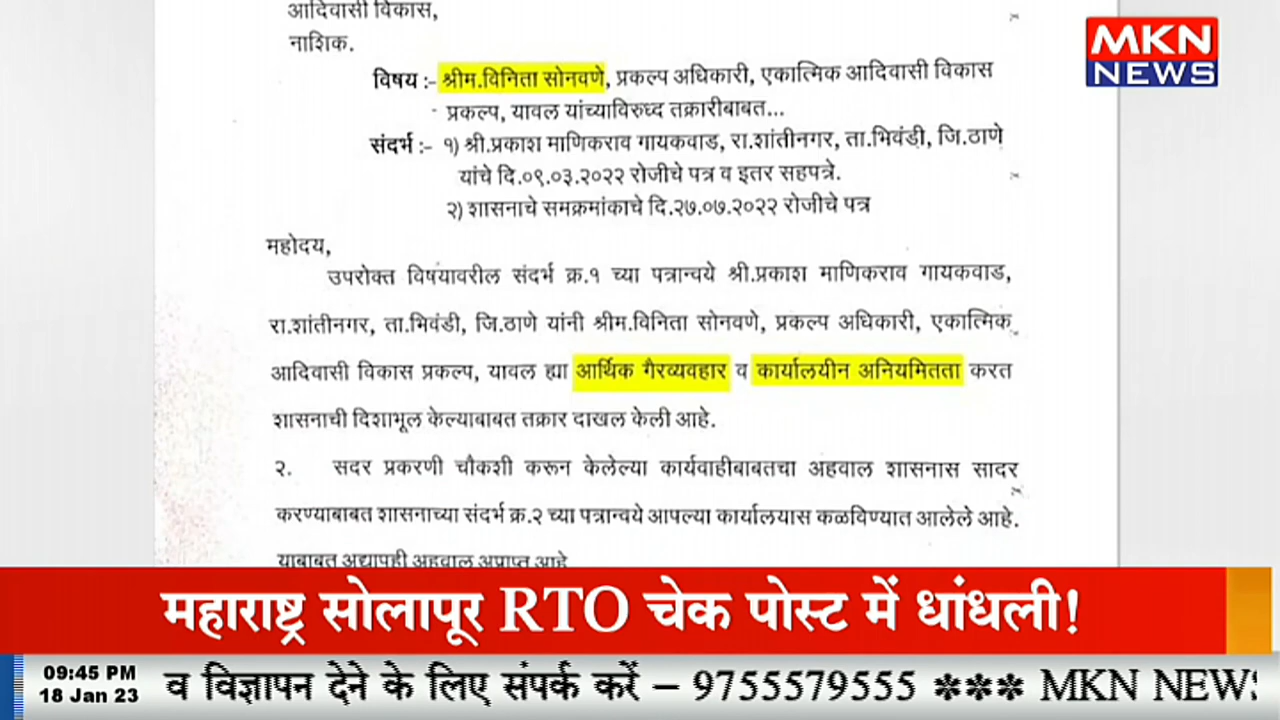 आदिवासी विकास,
नाशिक.
MKN
NEWS
विषय :- श्रीम.विनिता सोनवणे, प्रकल्प अधिकारी, एकात्मिक आदिवासी विकास
प्रकल्प, यावल यांच्याविरुध्द तक्रारीबाबत...
संदर्भ :- १) श्री.प्रकाश माणिकराव गायकवाड, रा.शांतीनगर, ता.भिवंडी, जि.ठाणे
यांचे दि.०९.०३.२०२२ रोजीचे पत्र व इतर सहपत्रे.
२) शासनाचे समक्रमांकाचे दि.२७.०७.२०२२ रोजीचे पत्र
महोदय,
उपरोक्त विषयावरील संदर्भ क्र.१ च्या पत्रान्वये श्री.प्रकाश माणिकराव गायकवाड,
रा.शांतीनगर, ता.भिवंडी, जि.ठाणे यांनी श्रीम.विनिता सोनवणे, प्रकल्प अधिकारी, एकात्मिक
आदिवासी विकास प्रकल्प, यावल ह्या आर्थिक गैरव्यवहार व कार्यालयीन अनियमितता करत
शासनाची दिशाभूल केल्याबाबत तक्रार दाखल केली आहे.
२. सदर प्रकरणी चौकशी करून केलेल्या कार्यवाहीबाबतचा अहवाल शासनास सादर
करण्याबाबत शासनाच्या संदर्भ क्र.२ च्या पत्रान्वये आपल्या कार्यालयास कळविण्यात आलेले आहे.
याबाबत अद्यापही अहवाल अप्राप्त आहे
महाराष्ट्र सोलापूर RTO चेक पोस्ट में धांधली!
09:45 PM
18 Jan 23
व विज्ञापन देने के लिए संपर्क करें – 9755579555 *** MKN NEWS